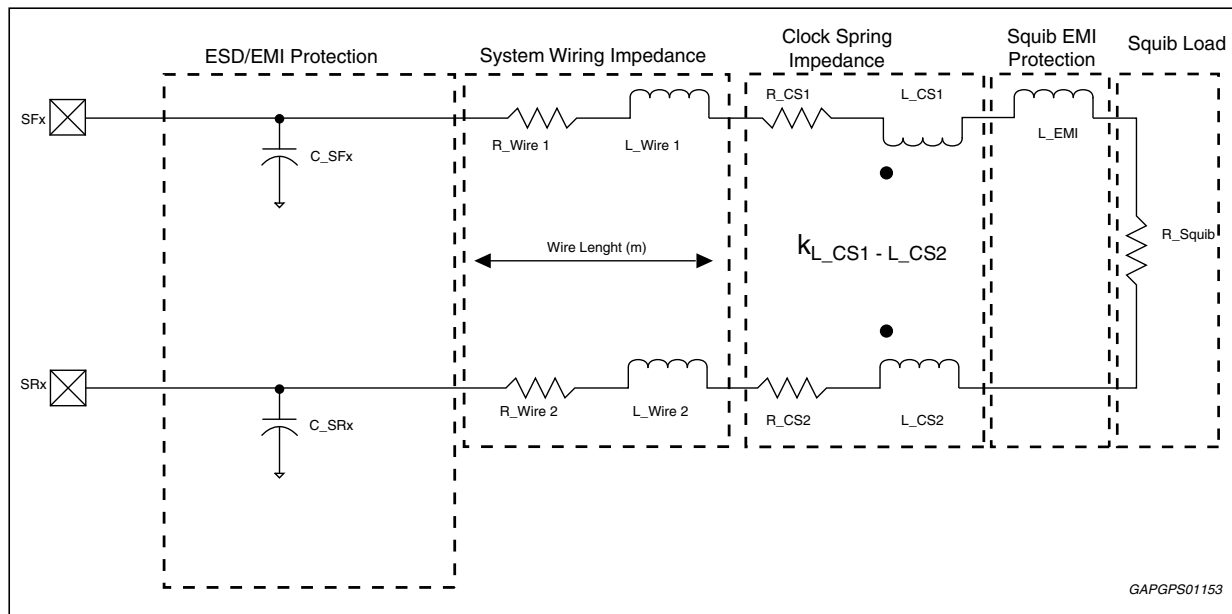 ESD/EMI Protection
System Wiring Impedance
Clock Spring
Impedance
Squib EMI
Protection
Squib Load
SFx
C_SFx
R_Wire 1
L_Wire 1
R_CS1
L_CS1
L_EMI
Wire Lenght (m)
kL_CS1 - L_CS2
R_Squib
SRx
C_SRx
R_Wire 2
L_Wire 2
R_CS2
L_CS2
GAPGPS01153